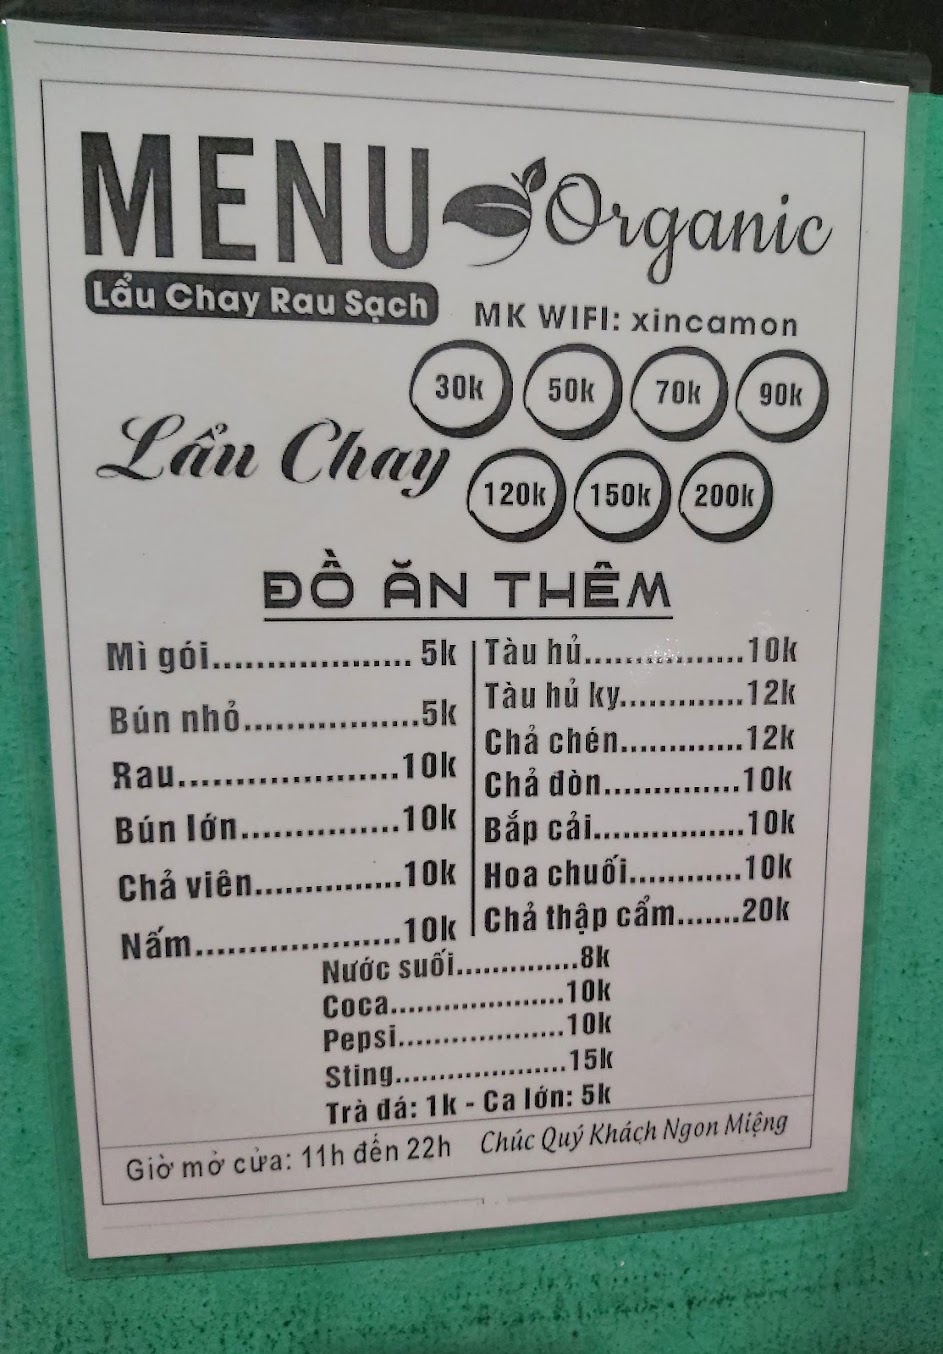 MENU Organic
Lẩu Chay Rau Sạch
MK WIFI: xincamon
Lẩu Chay
30k 50k 70k 90k
120k 150k 200k
ĐỒ ĂN THÊM
Mì gói................... 5k
Bún nhỏ.................5k
Rau....................10k
Bún lớn...............10k
Chả viên..............10k
Nấm....................10k
Tàu hủ................10k
Tàu hủ ky............12k
Chả chén............12k
Chả đòn.............10k
Bắp cải...............10k
Hoa chuối...........10k
Chả thập cẩm.......20k
Nước suối.............8k
Coca....................10k
Pepsi...................10k
Sting....................15k
Trà đá: 1k - Ca lớn: 5k
Giờ mở cửa: 11h đến 22h Chúc Quý Khách Ngon Miệng